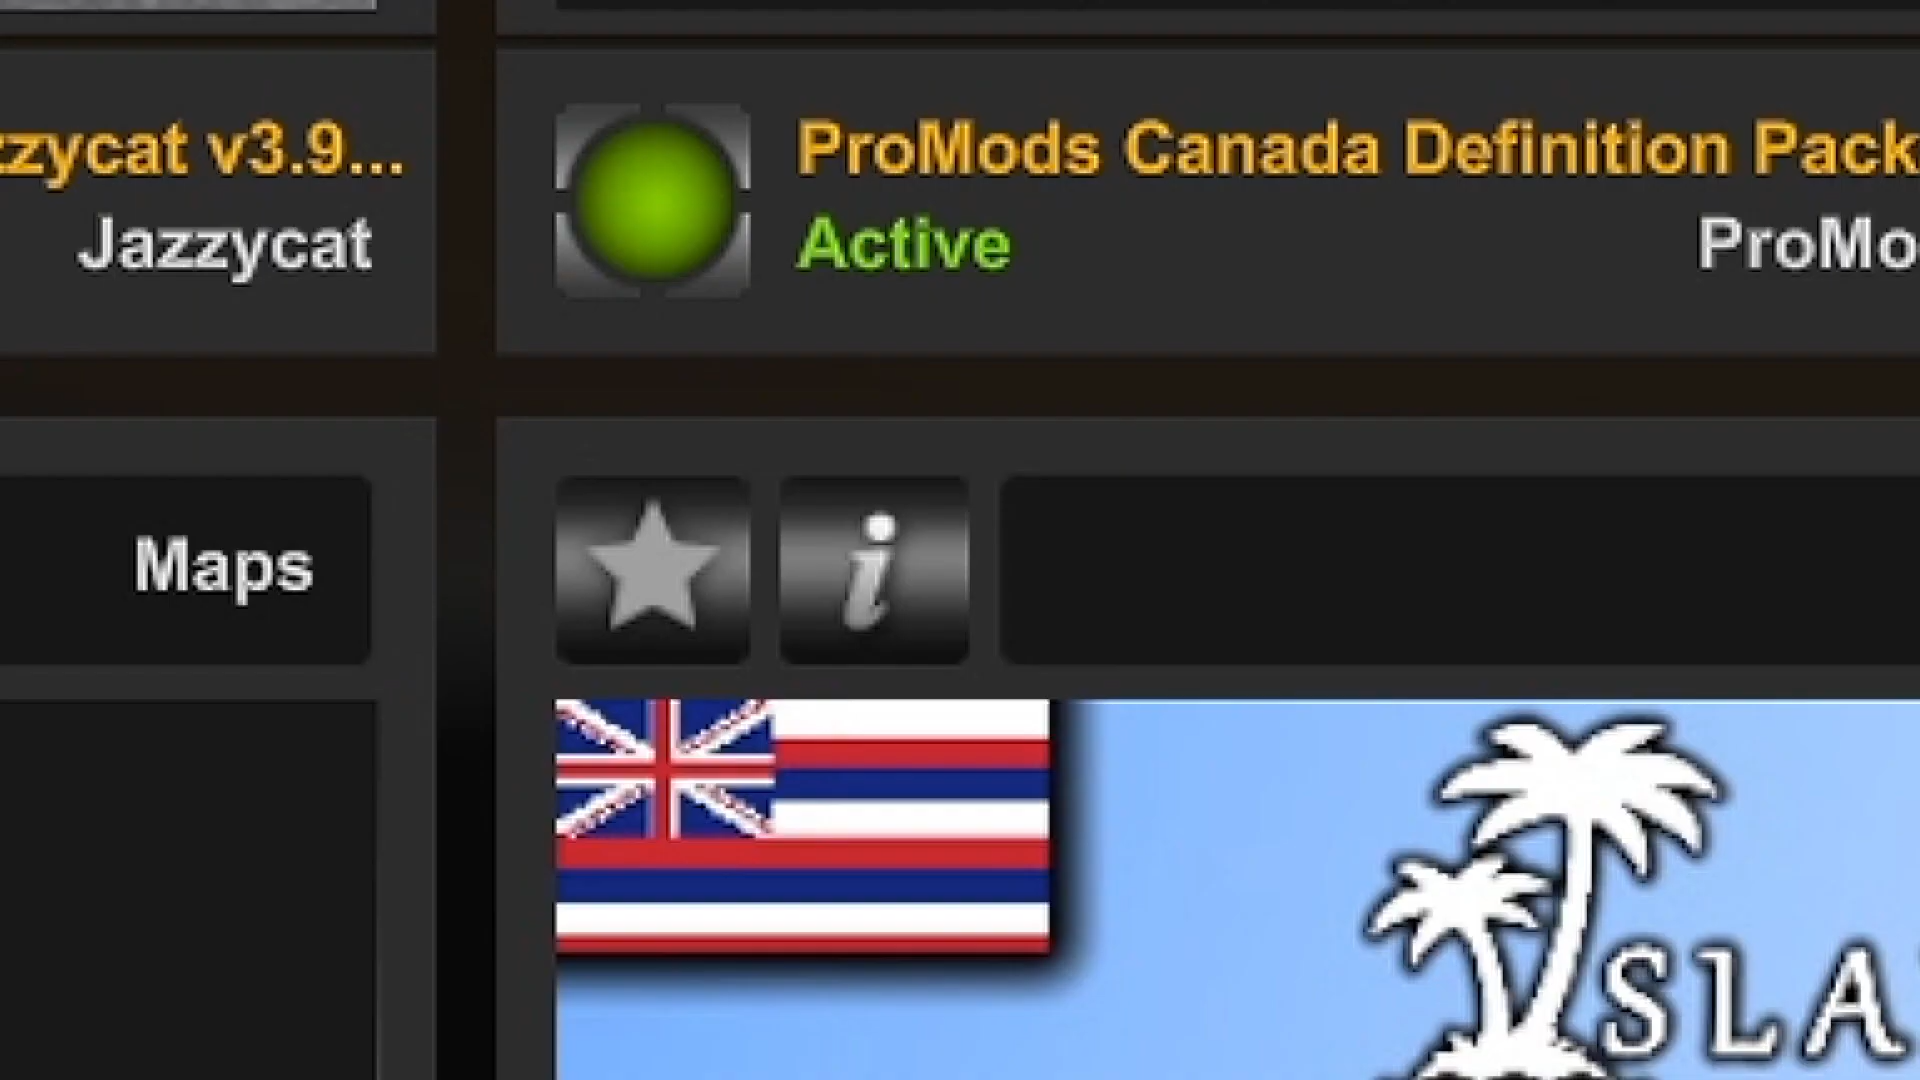 zzycat v3.9...
Jazzycat
ProMods Canada Definition Pack
Active
ProMo
Maps
SLA